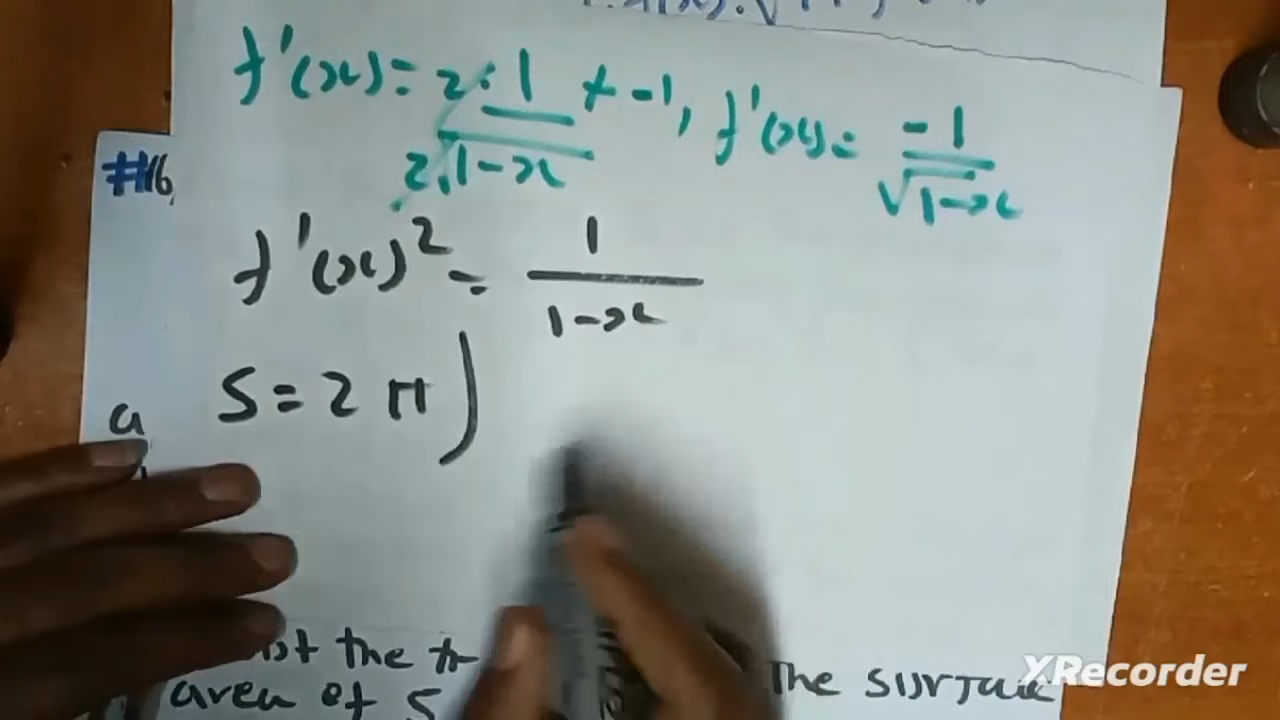 f'(x) = 2·1/2√1-x × -1, f'(x) = -1/√1-x
#16,
f'(x)² = 1/1-x
S = 2π∫
a
the
The surface
area of S
XRecorder